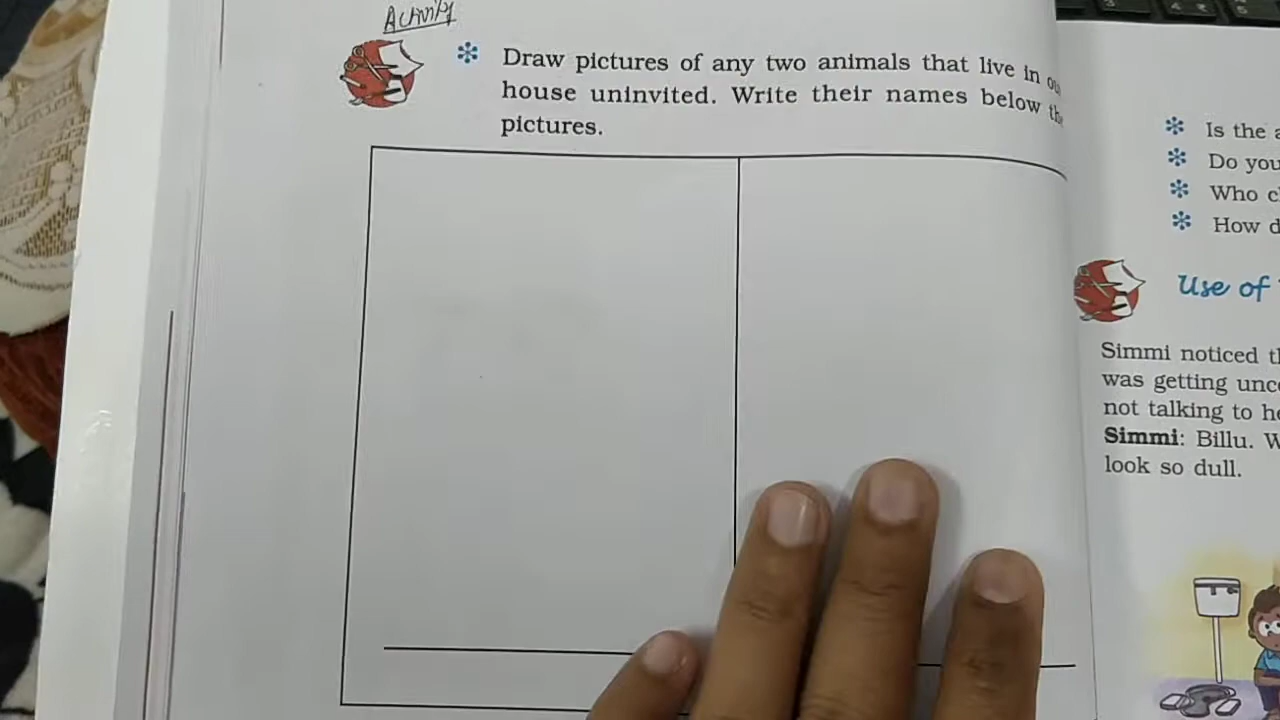 Activity
* Draw pictures of any two animals that live in
house uninvited. Write their names below
pictures.
* Is the
* Do you
* Who
* How
Use of
Simmi noticed
was getting
not talking to
Simmi: Billu.
look so dull.